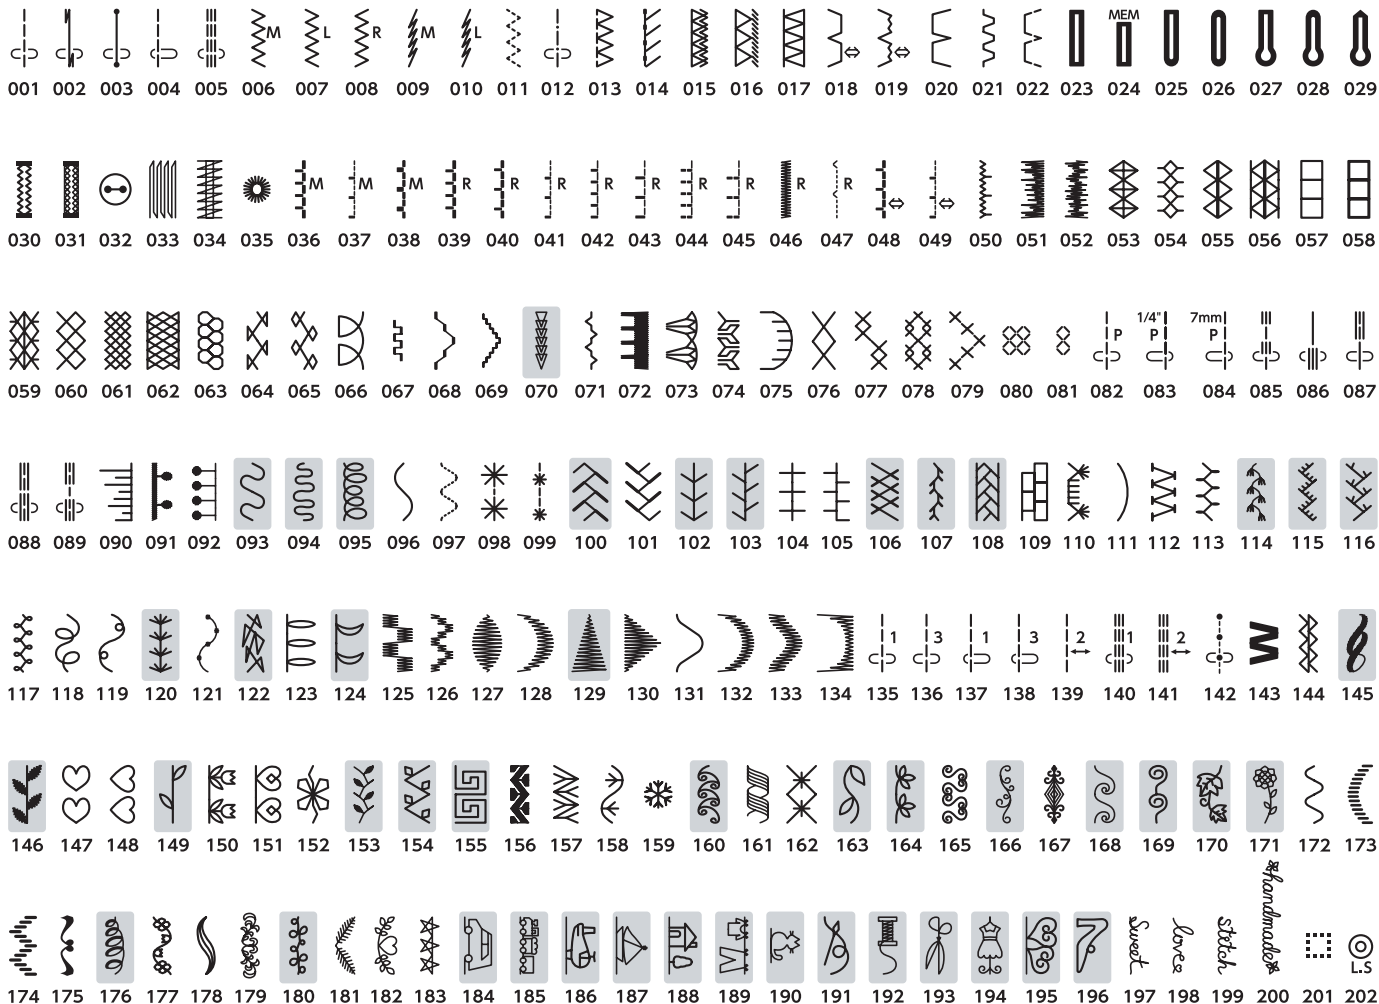 MEM
M L R M L
001 002 003 004 005 006 007 008 009 010 011 012 013 014 015 016 017 018 019 020 021 022 023 024 025 026 027 028 029
M M M R R R R R R R R R
030 031 032 033 034 035 036 037 038 039 040 041 042 043 044 045 046 047 048 049 050 051 052 053 054 055 056 057 058
1/4" 7mm
P P P
059 060 061 062 063 064 065 066 067 068 069 070 071 072 073 074 075 076 077 078 079 080 081 082 083 084 085 086 087
088 089 090 091 092 093 094 095 096 097 098 099 100 101 102 103 104 105 106 107 108 109 110 111 112 113 114 115 116
1 3 1 3 2 1 2
117 118 119 120 121 122 123 124 125 126 127 128 129 130 131 132 133 134 135 136 137 138 139 140 141 142 143 144 145
146 147 148 149 150 151 152 153 154 155 156 157 158 159 160 161 162 163 164 165 166 167 168 169 170 171 172 173
Sweet love stetch handmade
L.S
174 175 176 177 178 179 180 181 182 183 184 185 186 187 188 189 190 191 192 193 194 195 196 197 198 199 200 201 202